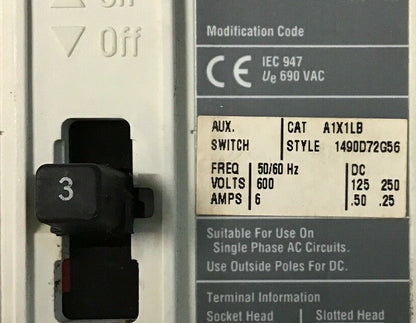 On
Off
3
Modification Code
CE IEC 947
Ue 690 VAC
AUX. CAT A1X1LB
SWITCH STYLE 1490D72G56
FREQ 50/60 Hz DC
VOLTS 600 125 250
AMPS 6 .50 .25
Suitable For Use On
Single Phase AC Circuits.
Use Outside Poles For DC.
Terminal Information
Socket Head Slotted Head